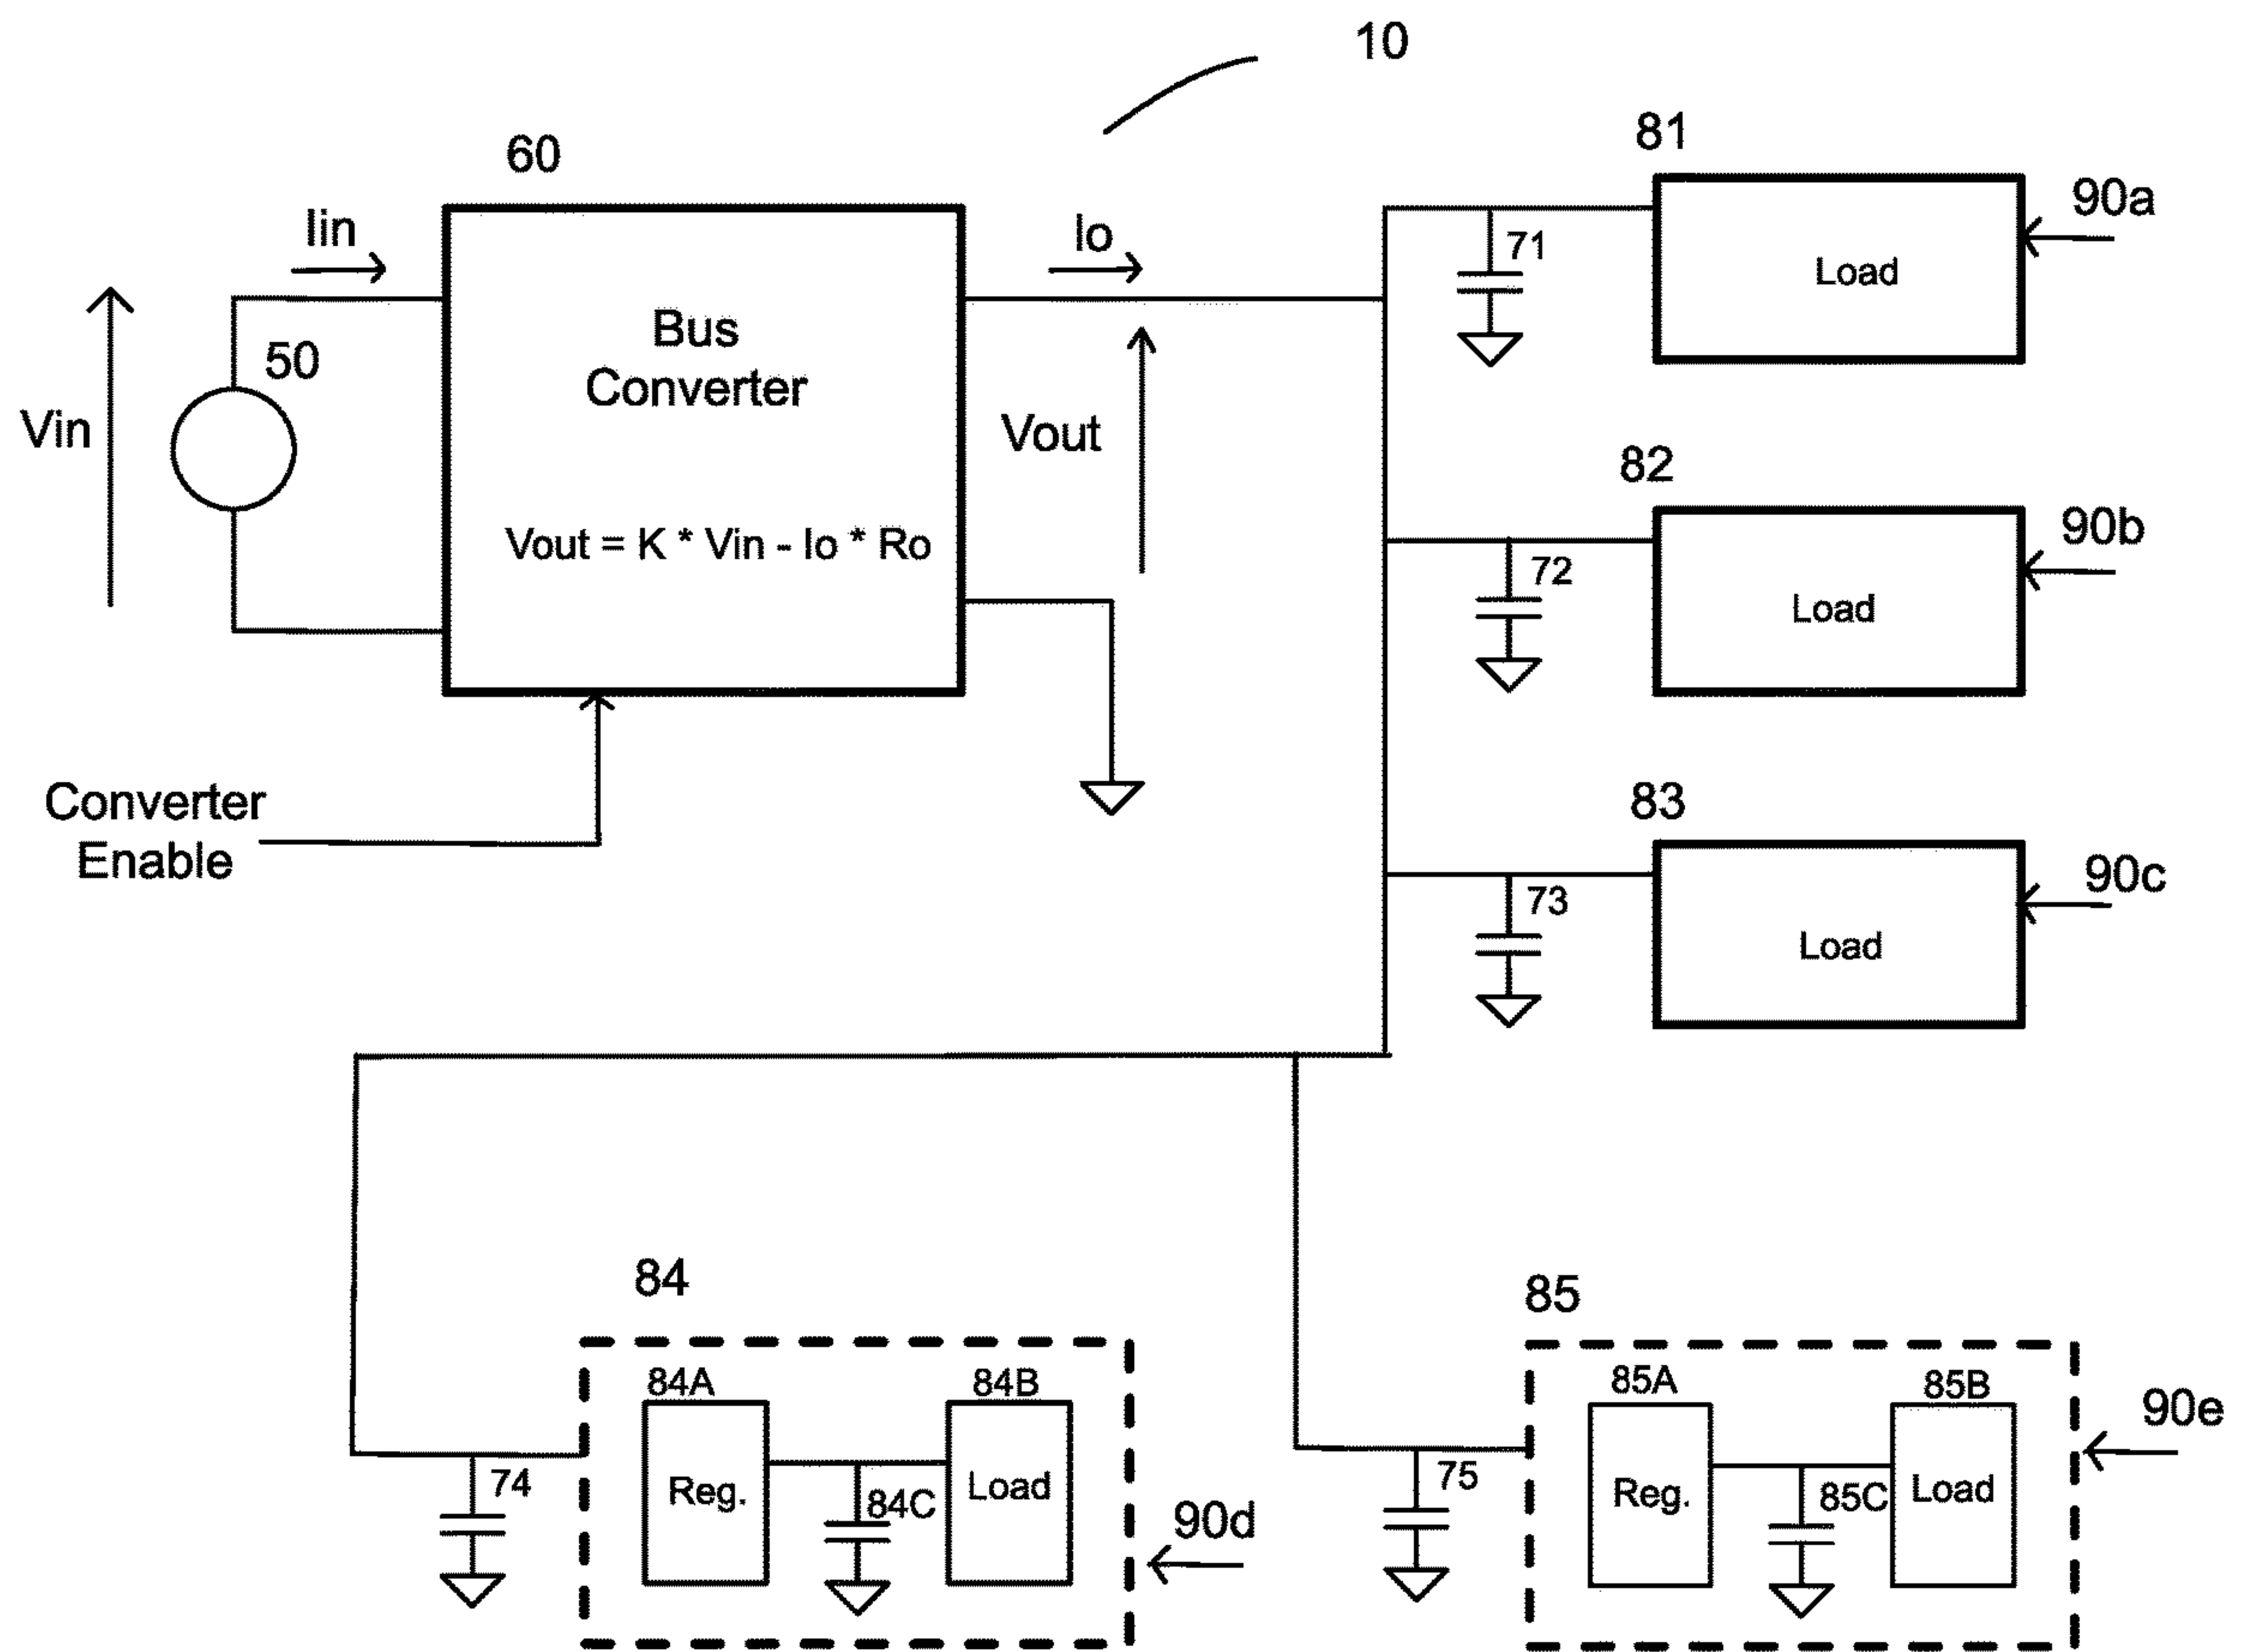 10
60
81
90a
Iin
Io
71
Load
50
Bus
Converter
Vin
Vout
82
90b
Vout = K * Vin - Io * Ro
72
Load
Converter
Enable
83
90c
73
Load
84
85
84A
84B
85A
85B
90e
74
Reg.
84C
Load
90d
75
Reg.
85C
Load